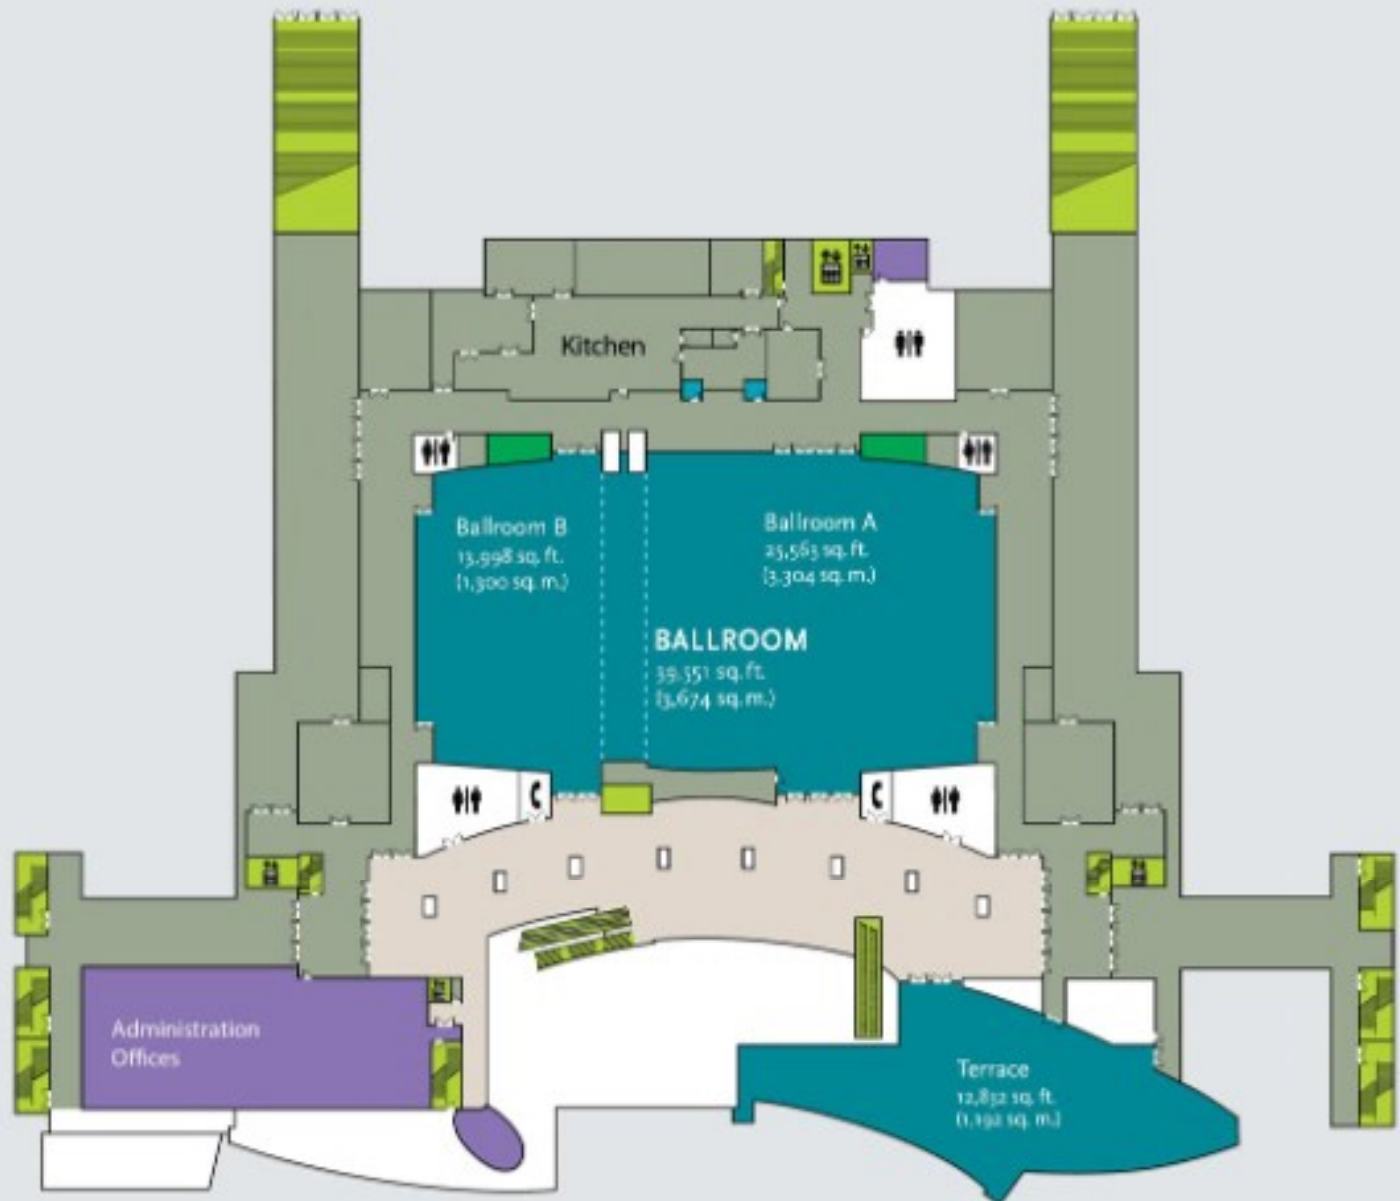 Kitchen
Ballroom B
13,998 sq. ft.
(1,300 sq. m.)
Ballroom A
25,563 sq. ft.
(3,304 sq. m.)
BALLROOM
39,551 sq. ft.
(3,674 sq. m.)
Administration
Offices
Terrace
12,832 sq. ft.
(1,192 sq. m.)